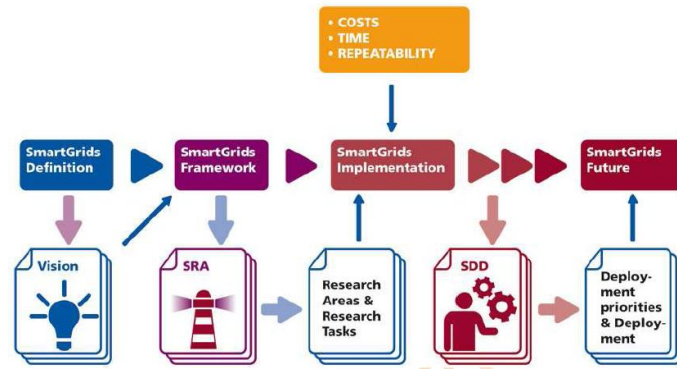 • COSTS
• TIME
• REPEATABILITY
SmartGrids
Definition
SmartGrids
Framework
SmartGrids
Implementation
SmartGrids
Future
Vision
SRA
Research
Areas &
Research
Tasks
SDD
Deploy-
ment
priorities
& Deploy-
ment